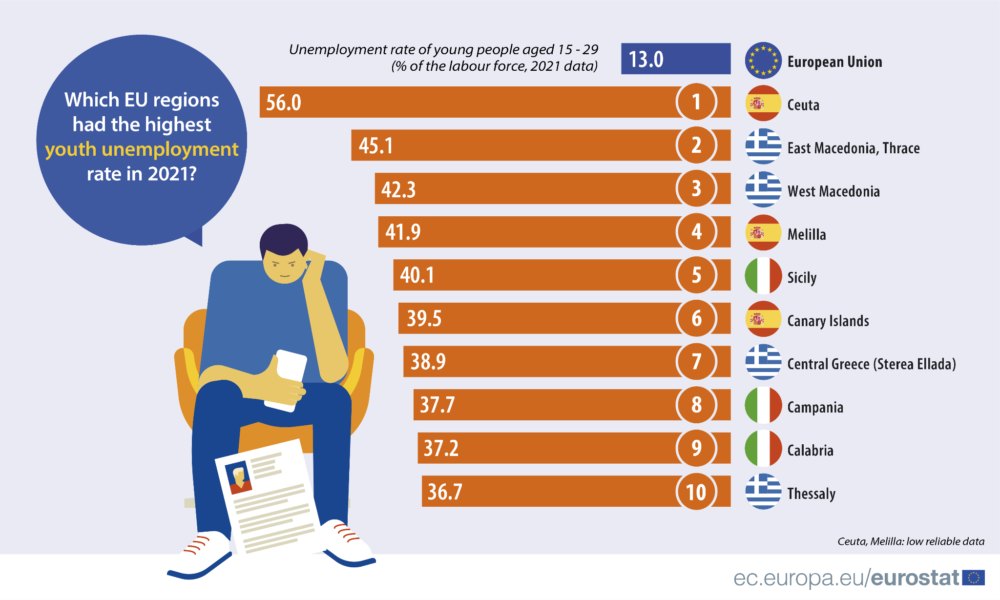 Which EU regions
had the highest
youth unemployment
rate in 2021?
Unemployment rate of young people aged 15 - 29
(% of the labour force, 2021 data)
13.0 European Union
56.0 1 Ceuta
45.1 2 East Macedonia, Thrace
42.3 3 West Macedonia
41.9 4 Melilla
40.1 5 Sicily
39.5 6 Canary Islands
38.9 7 Central Greece (Sterea Ellada)
37.7 8 Campania
37.2 9 Calabria
36.7 10 Thessaly
Ceuta, Melilla: low reliable data
ec.europa.eu/eurostat